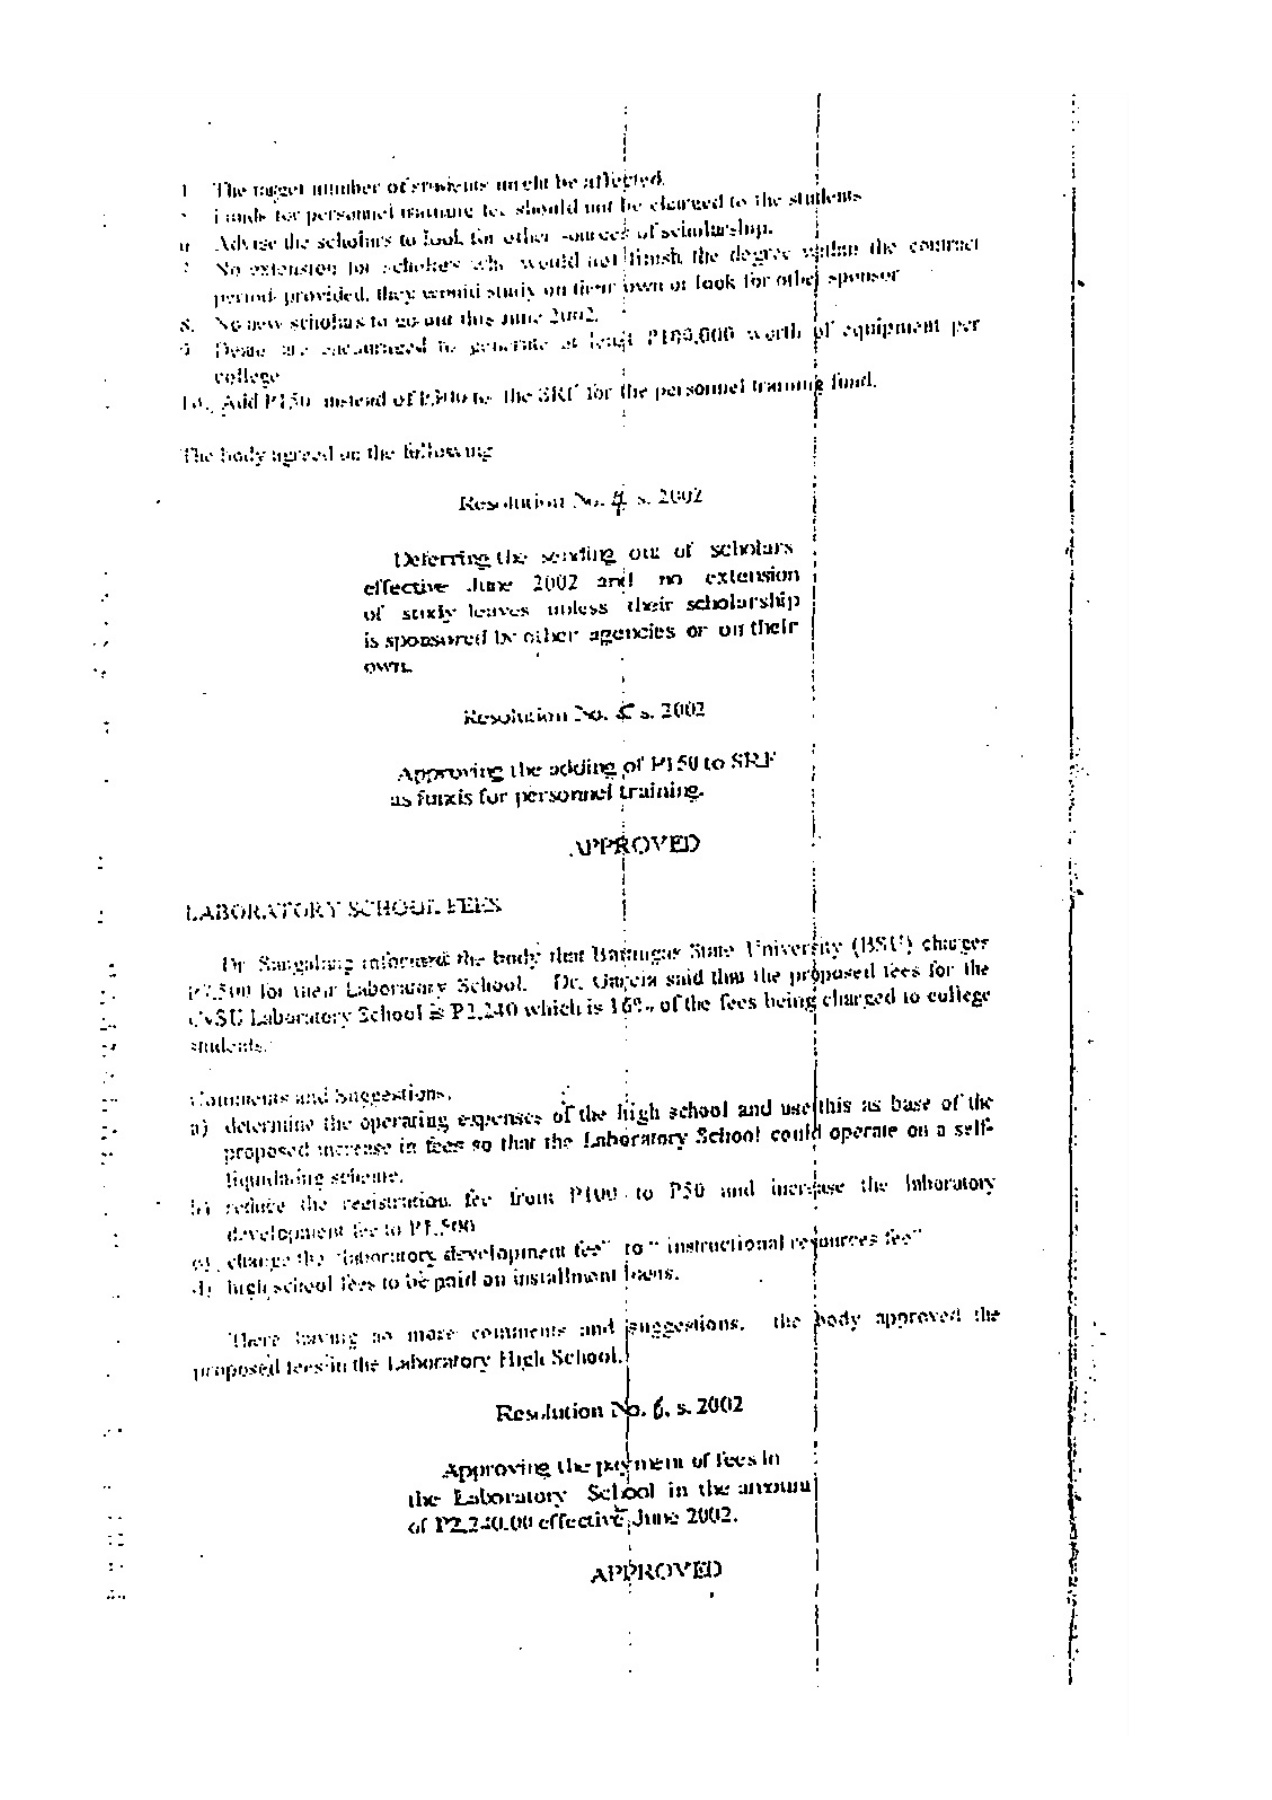 The target number of students might be affected.
for personnel training fee should not be charged to the students
Advise the scholars to look for other sources of scholarship.
No extension for scholars who would not finish the degree within the contract
period provided, they would study on their own or look for other sponsor
8. No new scholars to go out this June 2002.
are encouraged to generate at least P100,000 worth of equipment per
college
10. Add P150 instead of P300 to the SRF for the personnel training fund.
The body agreed on the following
Resolution No. 4 s. 2002
Deferring the sending out of scholars
effective June 2002 and no extension
of study leaves unless their scholarship
is sponsored by other agencies or on their
own.
Resolution No. 5 s. 2002
Approving the adding of P150 to SRF
as funds for personnel training.
APPROVED
LABORATORY SCHOOL FEES
Dr. Sangalang informed the body that Batangas State University (BSU) charges
P7,500 for their Laboratory School. Dr. Garcia said that the proposed fees for the
CvSU Laboratory School is P2,240 which is 16% of the fees being charged to college
students.
Comments and Suggestions.
a) determine the operating expenses of the high school and use this as base of the
proposed increase in fees so that the Laboratory School could operate on a self-
liquidating scheme.
b) reduce the registration fee from P100 to P50 and increase the laboratory
development fee to P1,500
c) change the "laboratory development fee" to " instructional resources fee"
d) high school fees to be paid on installment
There having no more comments and suggestions, the body approved the
proposed fees in the Laboratory High School.
Resolution No. 6, s. 2002
Approving the payment of fees in
the Laboratory School in the amount
of P2,240.00 effective June 2002.
APPROVED